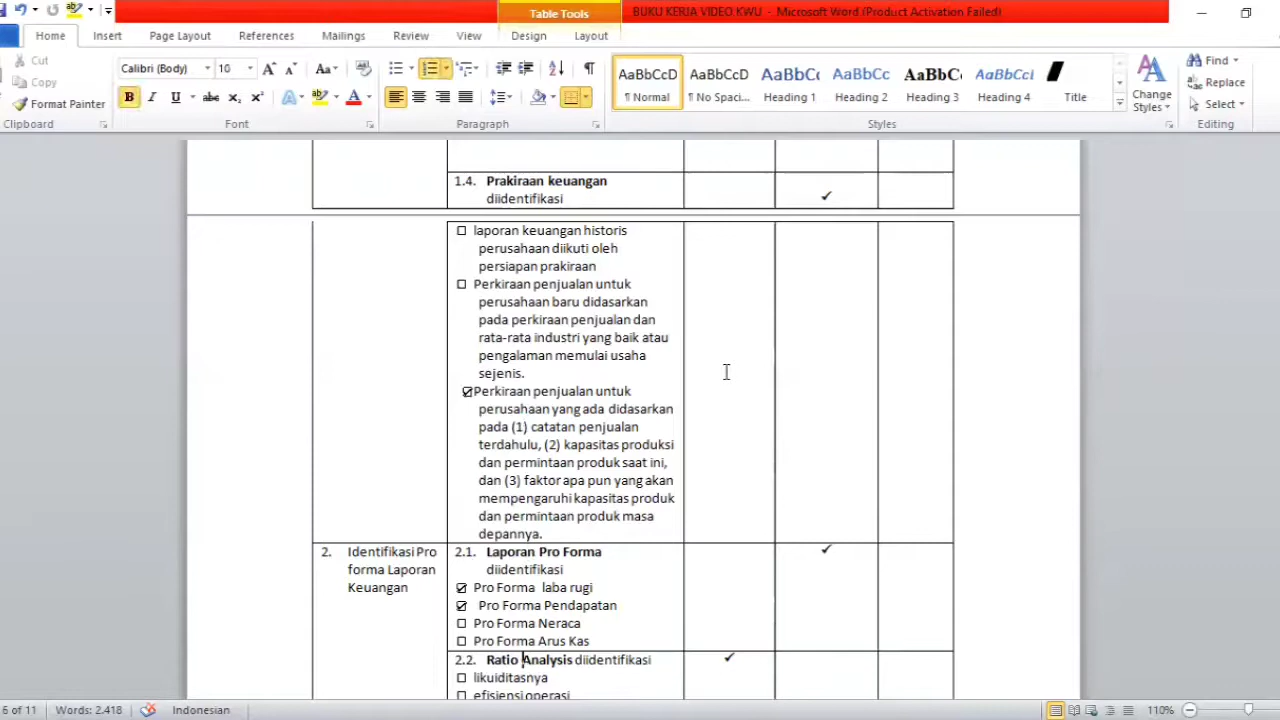 Table Tools
BUKU KERJA VIDEO KWU - Microsoft Word (Product Activation Failed)
Home Insert Page Layout References Mailings Review View Design Layout
Cut
Copy
Format Painter
Clipboard
Calibri (Body) 10
Font
Paragraph
AaBbCcD AaBbCcD AaBbCc AaBbCc AaBbC AaBbCcI
¶ Normal ¶ No Spaci... Heading 1 Heading 2 Heading 3 Heading 4 Title
Styles
Change
Styles
Find
Replace
Select
Editing
1.4. Prakiraan keuangan
diidentifikasi
laporan keuangan historis
perusahaan diikuti oleh
persiapan prakiraan
Perkiraan penjualan untuk
perusahaan baru didasarkan
pada perkiraan penjualan dan
rata-rata industri yang baik atau
pengalaman memulai usaha
sejenis.
Perkiraan penjualan untuk
perusahaan yang ada didasarkan
pada (1) catatan penjualan
terdahulu, (2) kapasitas produksi
dan permintaan produk saat ini,
dan (3) faktor apa pun yang akan
mempengaruhi kapasitas produk
dan permintaan produk masa
depannya.
2. Identifikasi Pro
forma Laporan
Keuangan
2.1. Laporan Pro Forma
diidentifikasi
Pro Forma laba rugi
Pro Forma Pendapatan
Pro Forma Neraca
Pro Forma Arus Kas
2.2. Ratio Analysis diidentifikasi
likuiditasnya
efisiensi operasi
6 of 11 Words: 2.418 Indonesian 110%